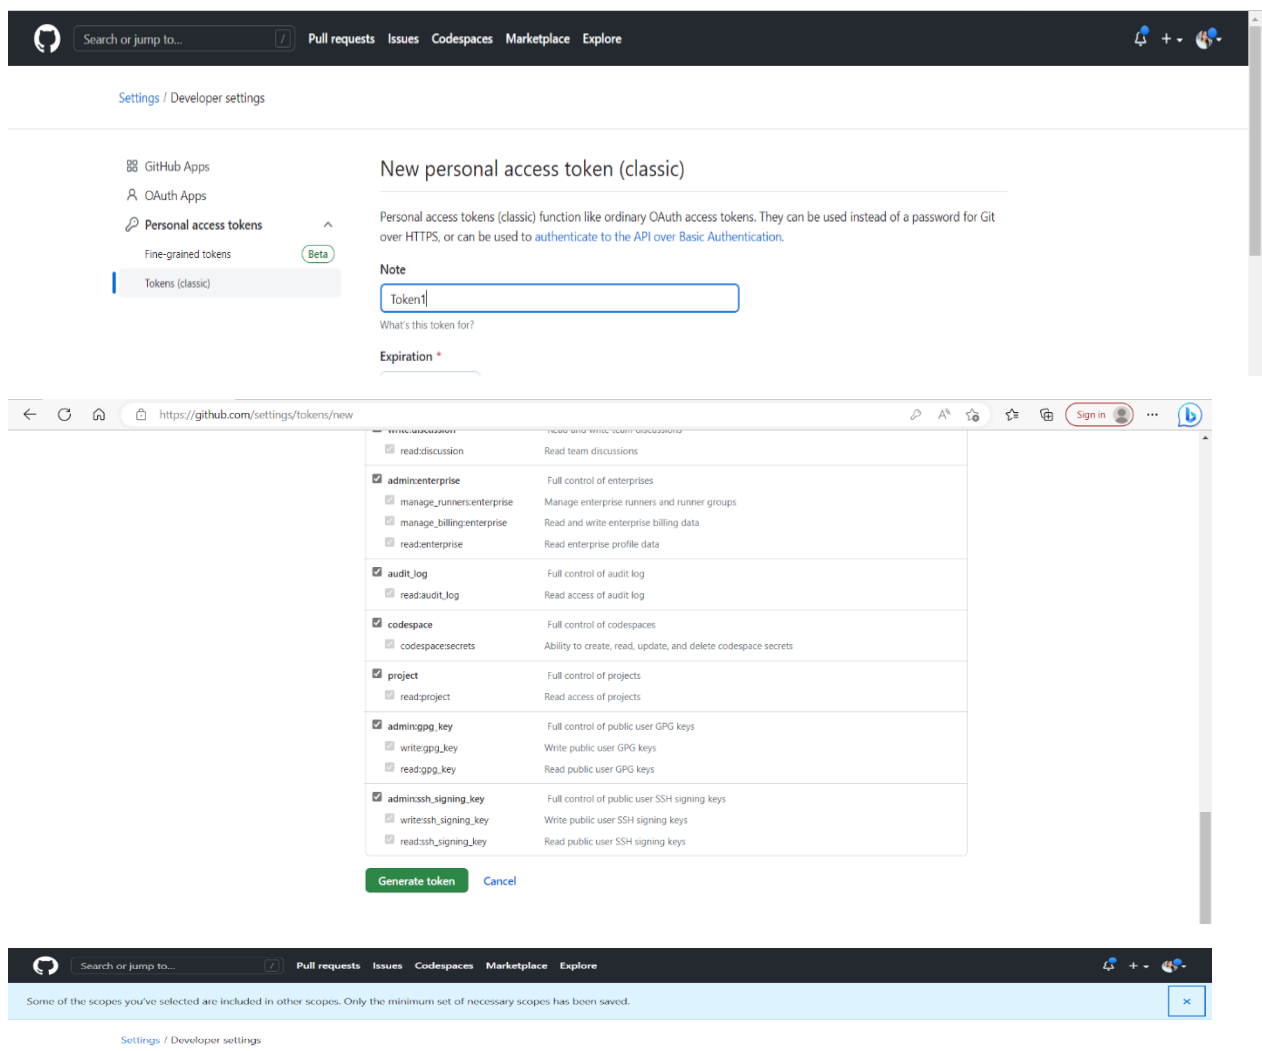 Search or jump to... / Pull requests Issues Codespaces Marketplace Explore
Settings / Developer settings
GitHub Apps
OAuth Apps
Personal access tokens
Fine-grained tokens Beta
Tokens (classic)
New personal access token (classic)
Personal access tokens (classic) function like ordinary OAuth access tokens. They can be used instead of a password for Git
over HTTPS, or can be used to authenticate to the API over Basic Authentication.
Note
Token1
What's this token for?
Expiration *
https://github.com/settings/tokens/new Sign in
write:discussion Read and write team discussions
read:discussion Read team discussions
admin:enterprise Full control of enterprises
manage_runners:enterprise Manage enterprise runners and runner groups
manage_billing:enterprise Read and write enterprise billing data
read:enterprise Read enterprise profile data
audit_log Full control of audit log
read:audit_log Read access of audit log
codespace Full control of codespaces
codespace:secrets Ability to create, read, update, and delete codespace secrets
project Full control of projects
read:project Read access of projects
admin:gpg_key Full control of public user GPG keys
write:gpg_key Write public user GPG keys
read:gpg_key Read public user GPG keys
admin:ssh_signing_key Full control of public user SSH signing keys
write:ssh_signing_key Write public user SSH signing keys
read:ssh_signing_key Read public user SSH signing keys
Generate token Cancel
Search or jump to... / Pull requests Issues Codespaces Marketplace Explore
Some of the scopes you've selected are included in other scopes. Only the minimum set of necessary scopes has been saved.
Settings / Developer settings